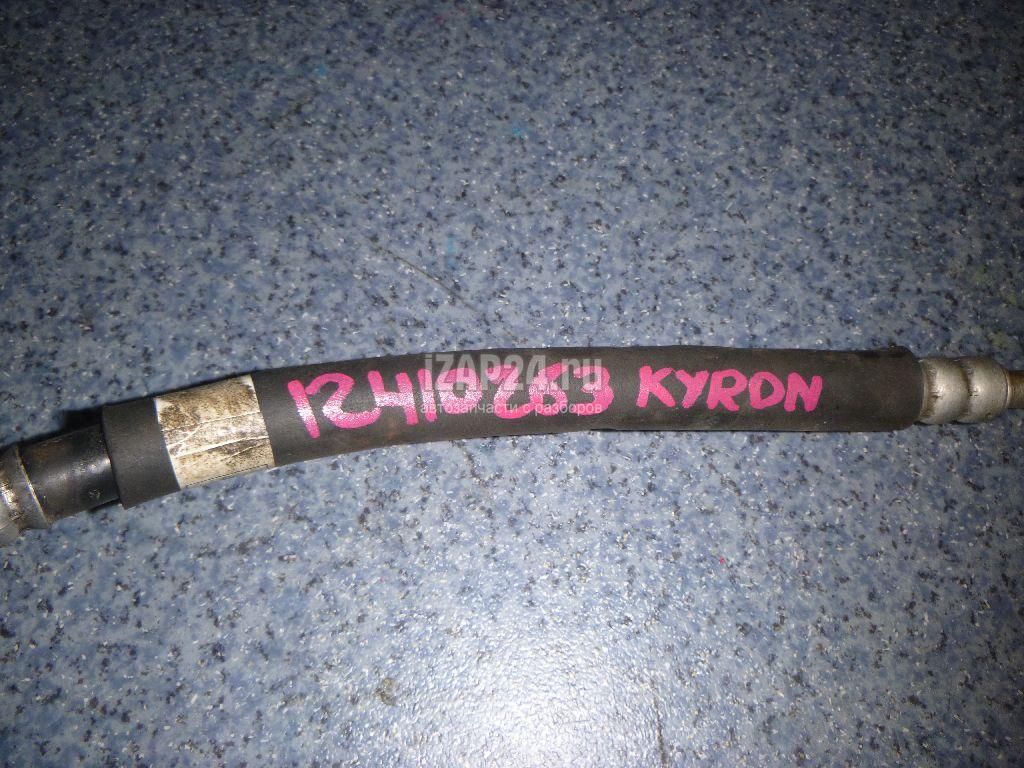 12410263 KYRON
iZAP24.ru
автозапчасти с разборов